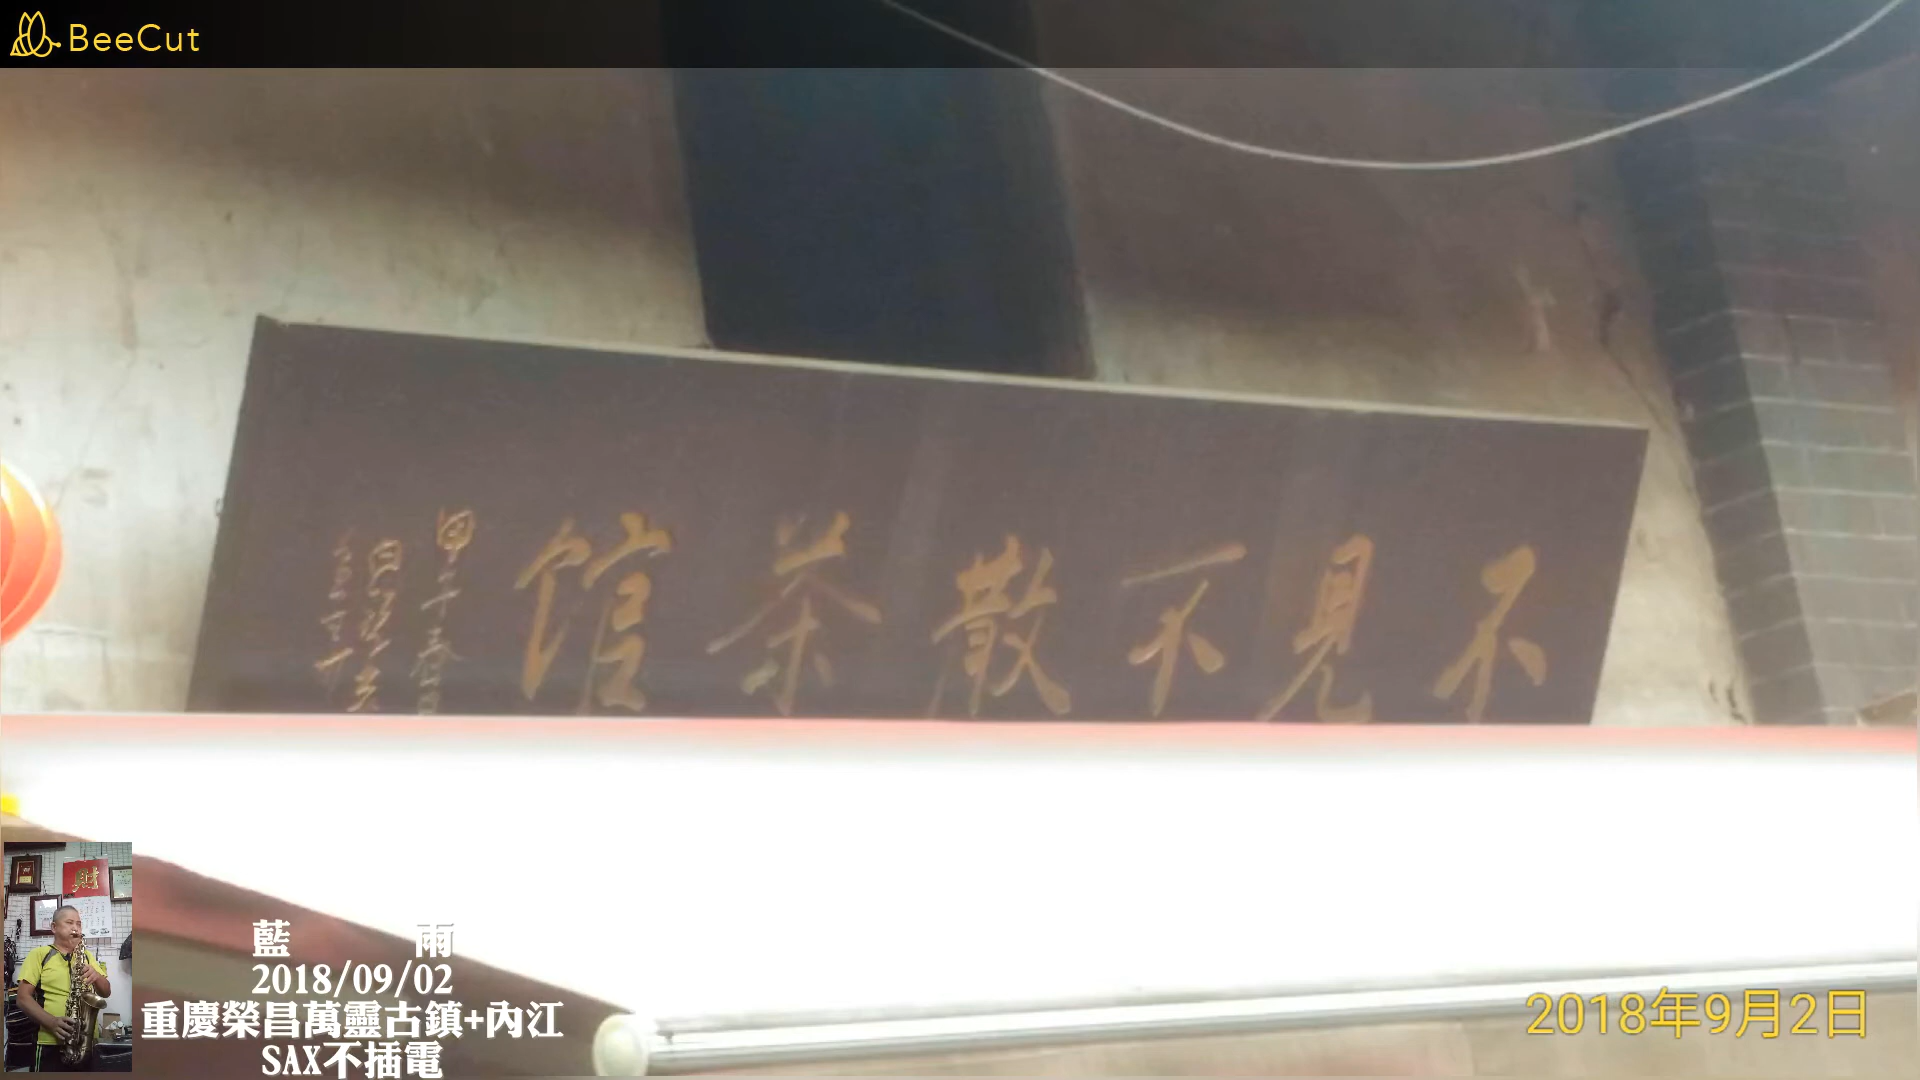 BeeCut
不見不散茶館
甲午春日
財
藍 雨
2018/09/02
重慶榮昌萬靈古鎮+內江
SAX不插電
2018年9月2日